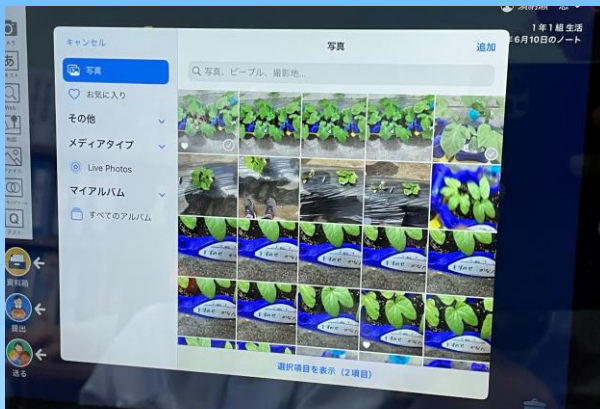 1年1組 生活
6月10日のノート
キャンセル
写真
追加
写真
写真、ピープル、撮影地...
お気に入り
その他
メディアタイプ
Live Photos
マイアルバム
すべてのアルバム
あ
Web
資料箱
提出
送る
選択項目を表示（2項目）